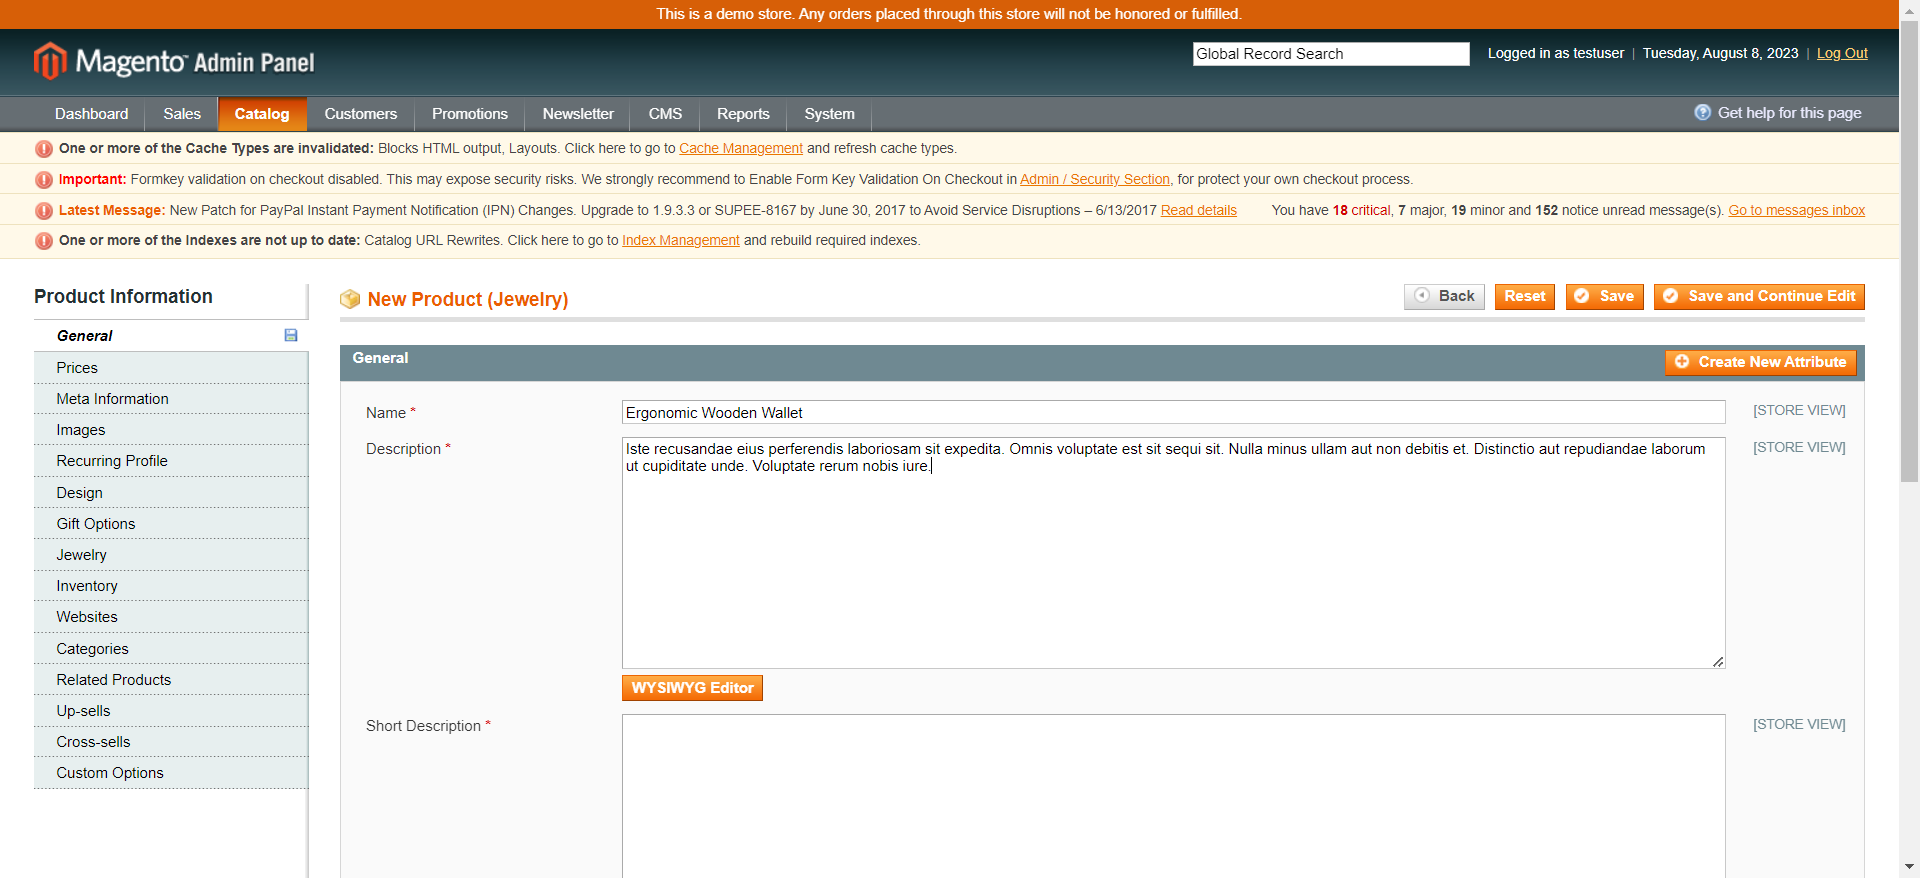 This is a demo store. Any orders placed through this store will not be honored or fulfilled.
Magento™ Admin Panel
Global Record Search
Logged in as testuser | Tuesday, August 8, 2023 | Log Out
Dashboard Sales Catalog Customers Promotions Newsletter CMS Reports System
Get help for this page
One or more of the Cache Types are invalidated: Blocks HTML output, Layouts. Click here to go to Cache Management and refresh cache types.
Important: Formkey validation on checkout disabled. This may expose security risks. We strongly recommend to Enable Form Key Validation On Checkout in Admin / Security Section, for protect your own checkout process.
Latest Message: New Patch for PayPal Instant Payment Notification (IPN) Changes. Upgrade to 1.9.3.3 or SUPEE-8167 by June 30, 2017 to Avoid Service Disruptions – 6/13/2017 Read details
You have 18 critical, 7 major, 19 minor and 152 notice unread message(s). Go to messages inbox
One or more of the Indexes are not up to date: Catalog URL Rewrites. Click here to go to Index Management and rebuild required indexes.
Product Information
General
Prices
Meta Information
Images
Recurring Profile
Design
Gift Options
Jewelry
Inventory
Websites
Categories
Related Products
Up-sells
Cross-sells
Custom Options
New Product (Jewelry)
Back Reset Save Save and Continue Edit
General
Create New Attribute
Name * Ergonomic Wooden Wallet [STORE VIEW]
Description *
Iste recusandae eius perferendis laboriosam sit expedita. Omnis voluptate est sit sequi sit. Nulla minus ullam aut non debitis et. Distinctio aut repudiandae laborum
ut cupiditate unde. Voluptate rerum nobis iure.
[STORE VIEW]
WYSIWYG Editor
Short Description * [STORE VIEW]